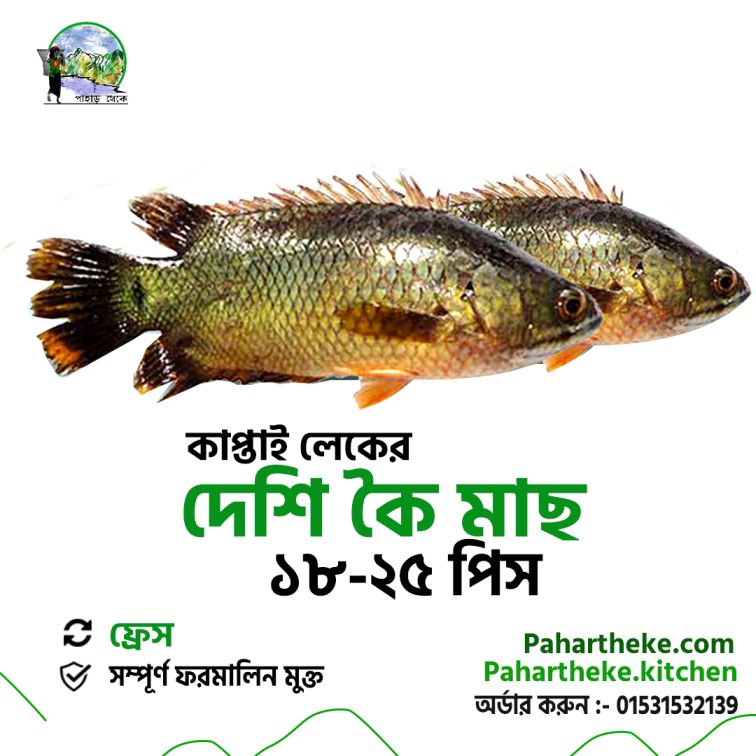 পাহাড় থেকে
কাপ্তাই লেকের
দেশি কৈ মাছ
১৮-২৫ পিস
ফ্রেস
সম্পূর্ণ ফরমালিন মুক্ত
Pahartheke.com
Pahartheke.kitchen
অর্ডার করুন :- 01531532139